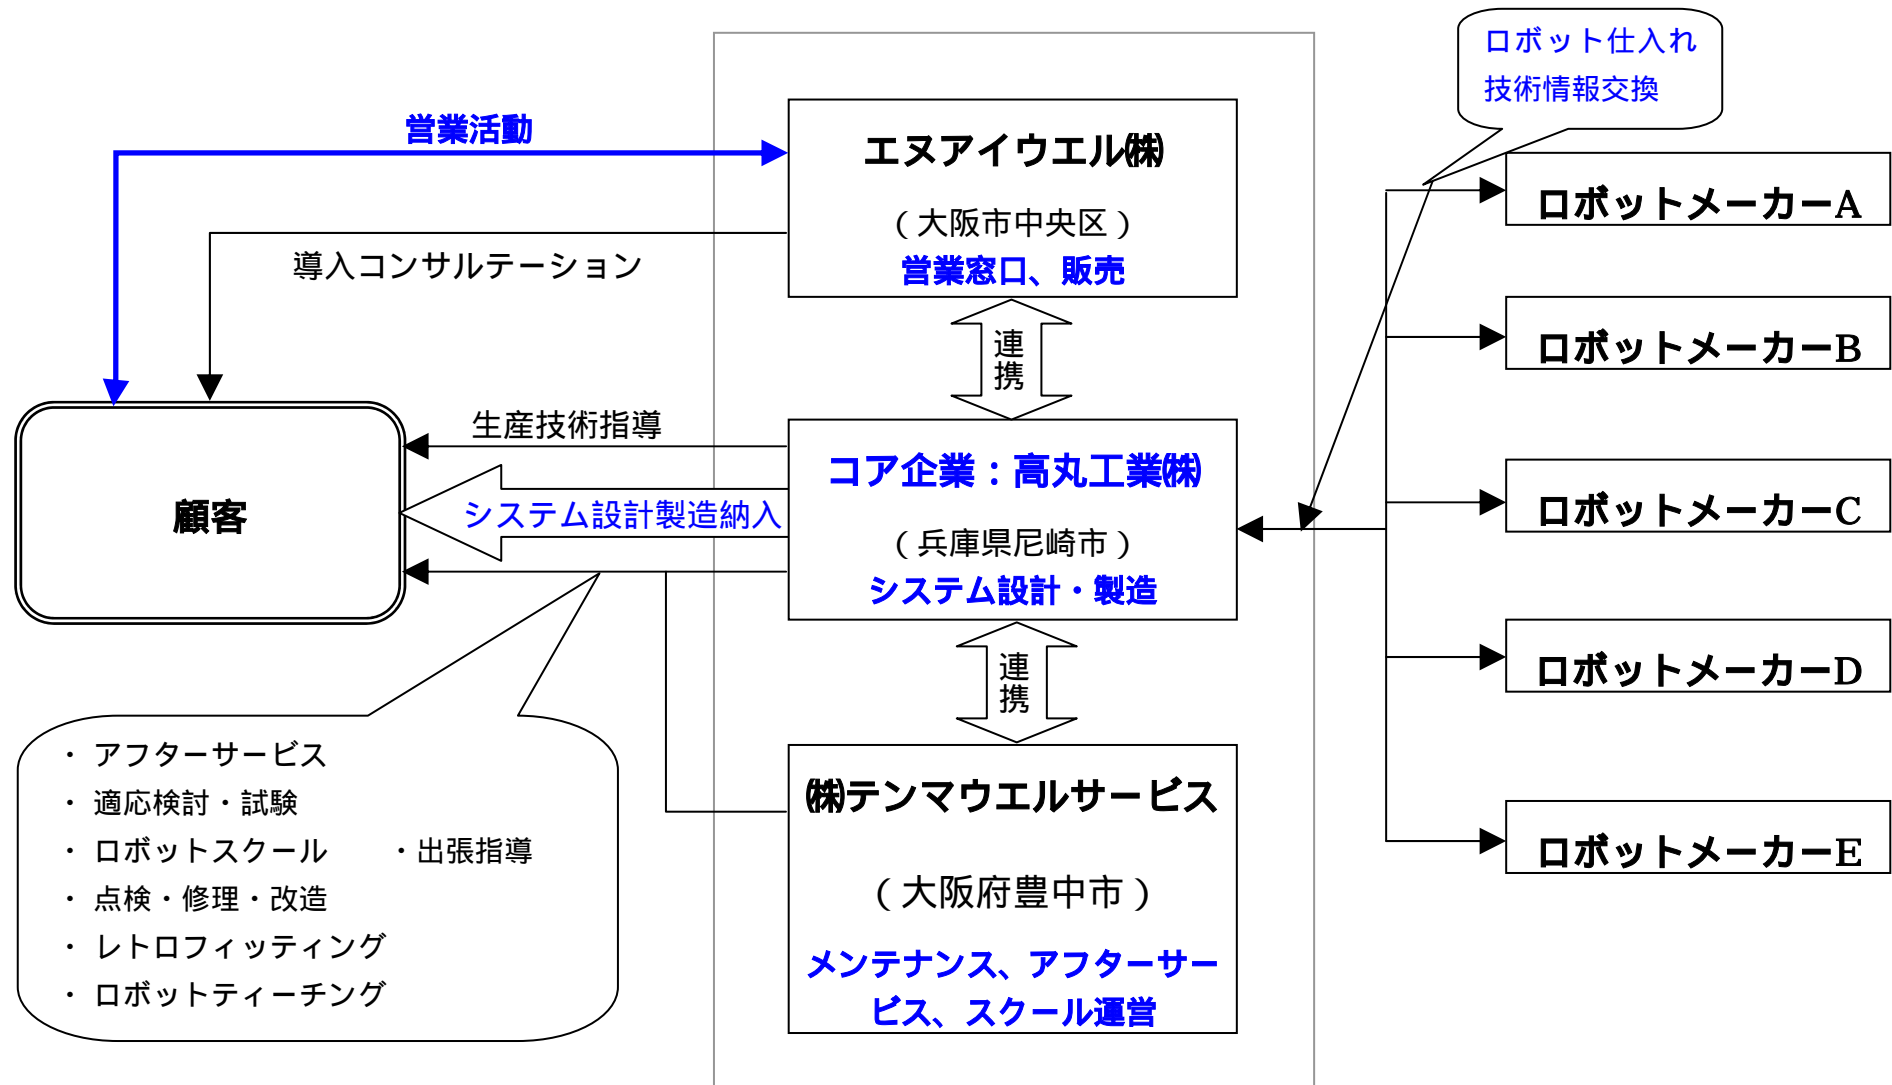 ロボット仕入れ
技術情報交換
営業活動
エヌアイウエル㈱
（大阪市中央区）
営業窓口、販売
導入コンサルテーション
ロボットメーカーA
ロボットメーカーB
連
携
生産技術指導
コア企業：高丸工業㈱
（兵庫県尼崎市）
システム設計・製造
システム設計製造納入
顧客
ロボットメーカーC
連
携
ロボットメーカーD
㈱テンマウエルサービス
（大阪府豊中市）
メンテナンス、アフターサー
ビス、スクール運営
ロボットメーカーE
・ アフターサービス
・ 適応検討・試験
・ ロボットスクール　　・出張指導
・ 点検・修理・改造
・ レトロフィッティング
・ ロボットティーチング